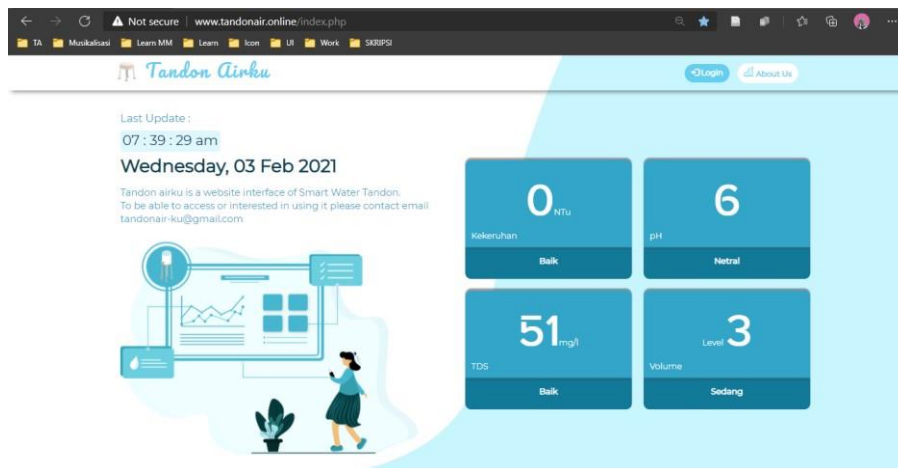 Not secure | www.tandonair.online/index.php
TA Musikalisasi Learn MM Learn Icon UI Work SKRIPSI
Tandon Airku
Login About Us
Last Update :
07 : 39 : 29 am
Wednesday, 03 Feb 2021
Tandon airku is a website interface of Smart Water Tandon.
To be able to access or interested in using it please contact email
tandonair-ku@gmail.com
0 NTu
Kekeruhan
Baik
6
pH
Netral
51 mg/l
TDS
Baik
Level 3
Volume
Sedang